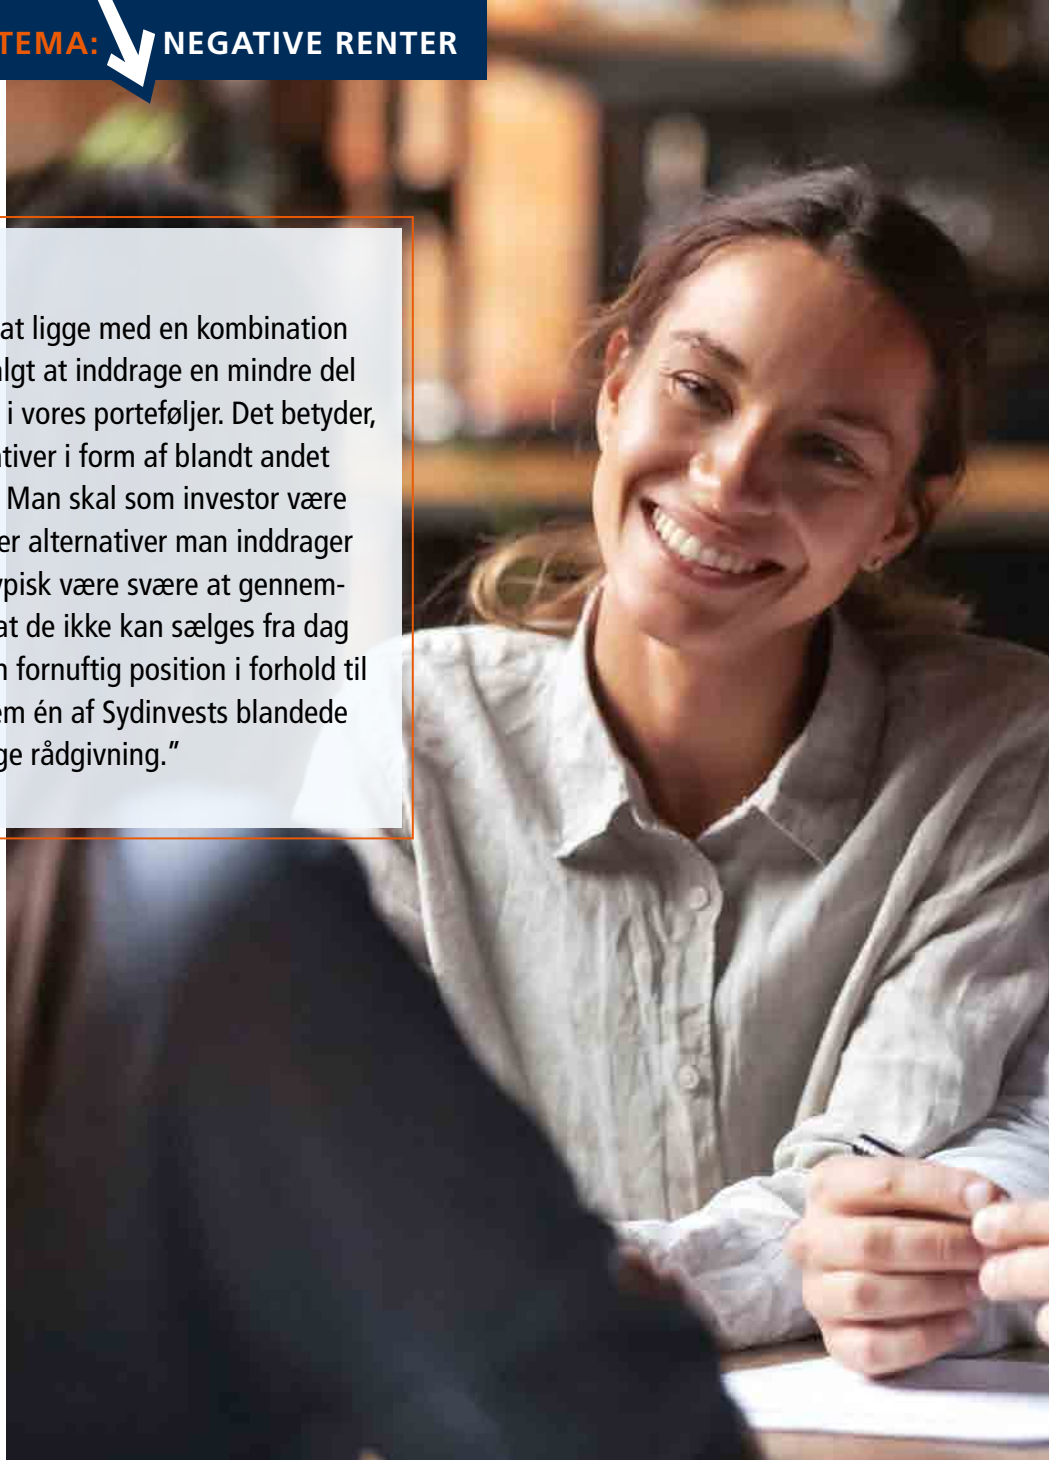 TEMA: NEGATIVE RENTER
at ligge med en kombination
lgt at inddrage en mindre del
i vores porteføljer. Det betyder,
tiver i form af blandt andet
Man skal som investor være
er alternativer man inddrager
ypisk være svære at gennem-
at de ikke kan sælges fra dag
n fornuftig position i forhold til
em én af Sydinvests blandede
ge rådgivning.”